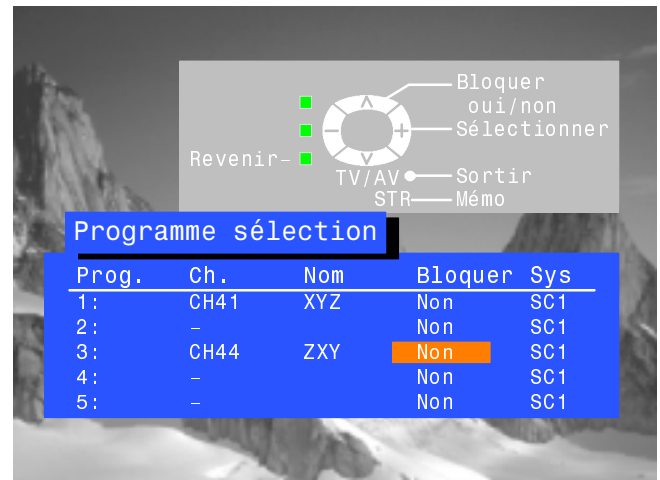 Bloquer
oui/non
Sélectionner
Revenir
TV/AV
Sortir
STR
Mémo
Programme sélection
Prog. Ch. Nom Bloquer Sys
1: CH41 XYZ Non SC1
2: – Non SC1
3: CH44 ZXY Non SC1
4: – Non SC1
5: – Non SC1